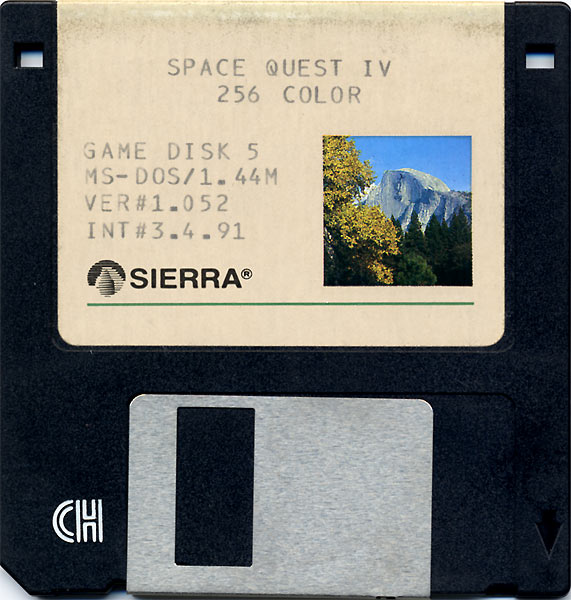 SPACE QUEST IV
256 COLOR
GAME DISK 5
MS-DOS/1.44M
VER#1.052
INT#3.4.91
SIERRA®
CH